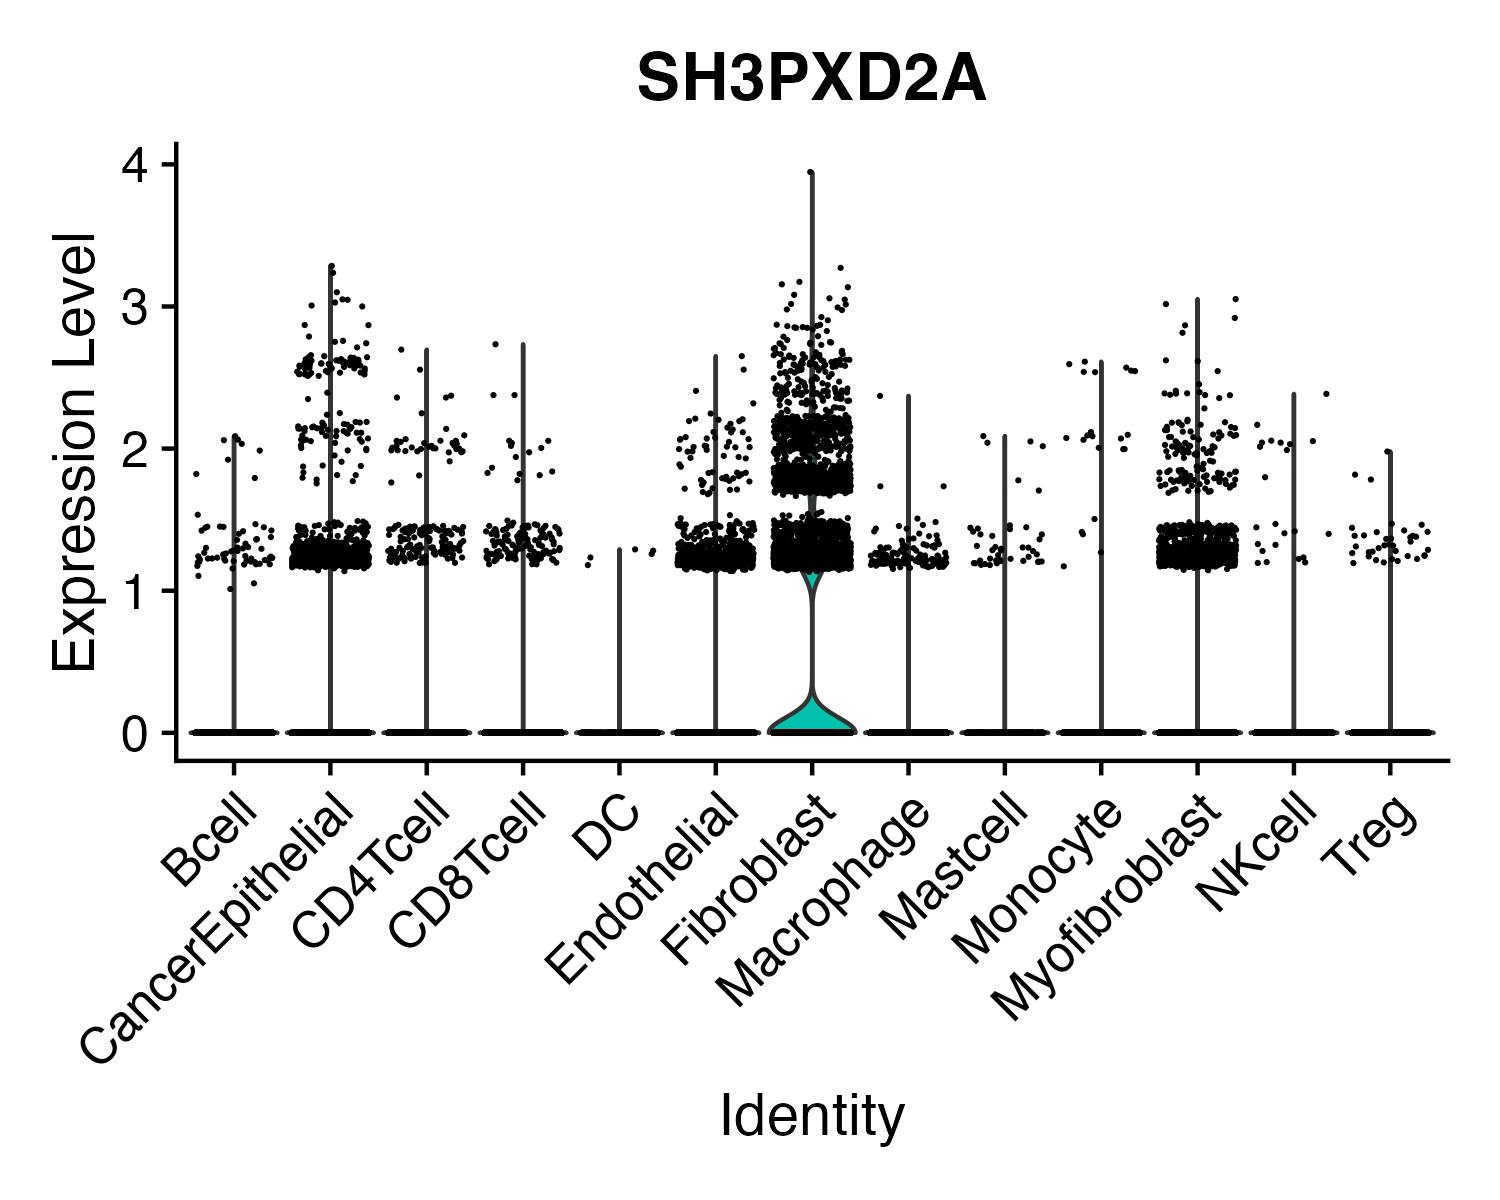 SH3PXD2A
Expression Level
4
3
2
1
0
Bcell
CancerEpithelial
CD4Tcell
CD8Tcell
DC
Endothelial
Fibroblast
Macrophage
Mastcell
Monocyte
Myofibroblast
NKcell
Treg
Identity